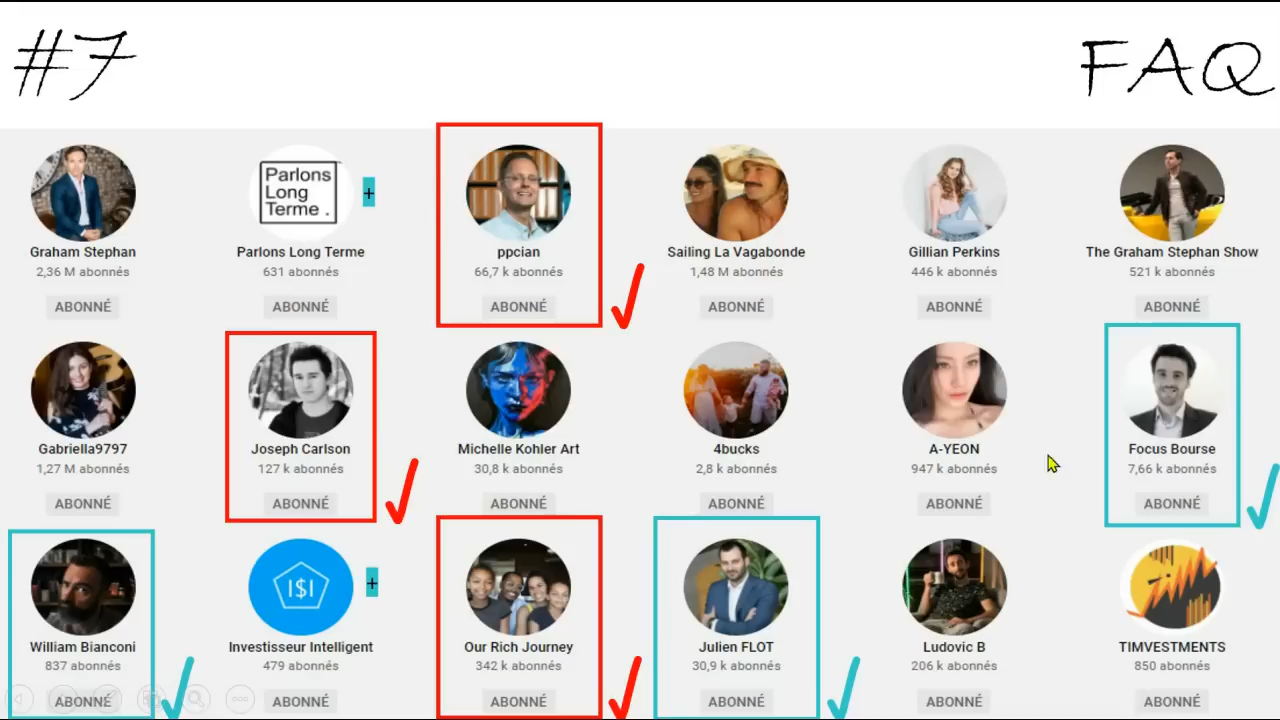 #7
FAQ
Parlons
Long
Terme.
+
Graham Stephan
Parlons Long Terme
ppcian
Sailing La Vagabonde
Gillian Perkins
The Graham Stephan Show
2,36 M abonnés
631 abonnés
66,7 k abonnés
1,48 M abonnés
446 k abonnés
521 k abonnés
ABONNÉ
ABONNÉ
ABONNÉ
ABONNÉ
ABONNÉ
ABONNÉ
Gabriella9797
Joseph Carlson
Michelle Kohler Art
4bucks
A-YEON
Focus Bourse
1,27 M abonnés
127 k abonnés
30,8 k abonnés
2,8 k abonnés
947 k abonnés
7,66 k abonnés
ABONNÉ
ABONNÉ
ABONNÉ
ABONNÉ
ABONNÉ
ABONNÉ
I$I
+
William Bianconi
Investisseur Intelligent
Our Rich Journey
Julien FLOT
Ludovic B
TIMVESTMENTS
837 abonnés
479 abonnés
342 k abonnés
30,9 k abonnés
206 k abonnés
850 abonnés
ABONNÉ
ABONNÉ
ABONNÉ
ABONNÉ
ABONNÉ
ABONNÉ